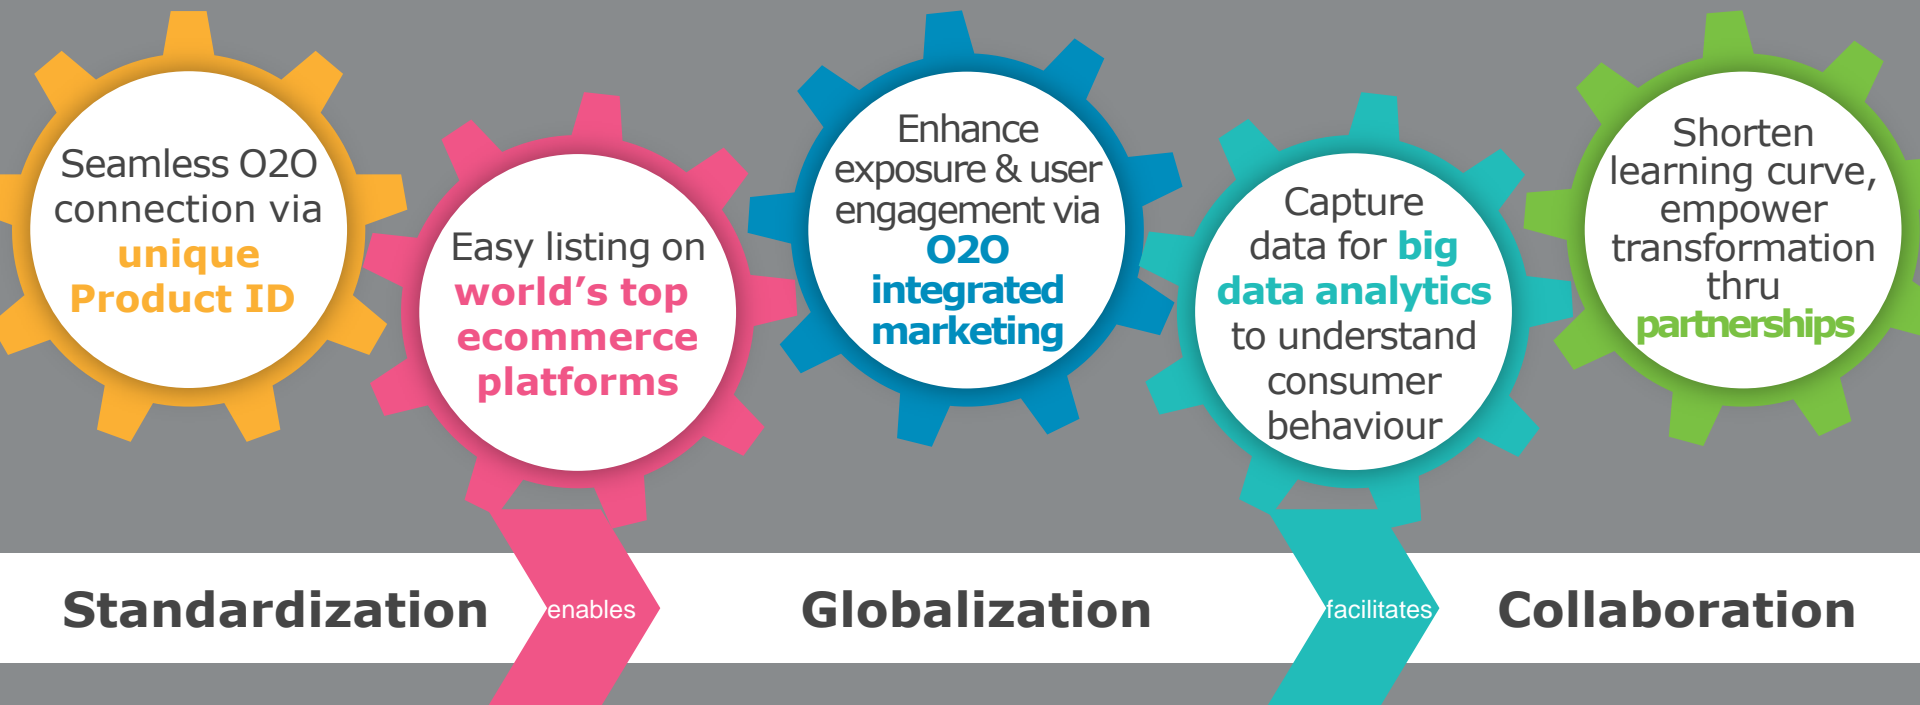 Seamless O2O
connection via
unique
Product ID
Easy listing on
world’s top
ecommerce
platforms
Enhance
exposure & user
engagement via
O2O
integrated
marketing
Capture
data for big
data analytics
to understand
consumer
behaviour
Shorten
learning curve,
empower
transformation
thru
partnerships
Standardization
enables
Globalization
facilitates
Collaboration